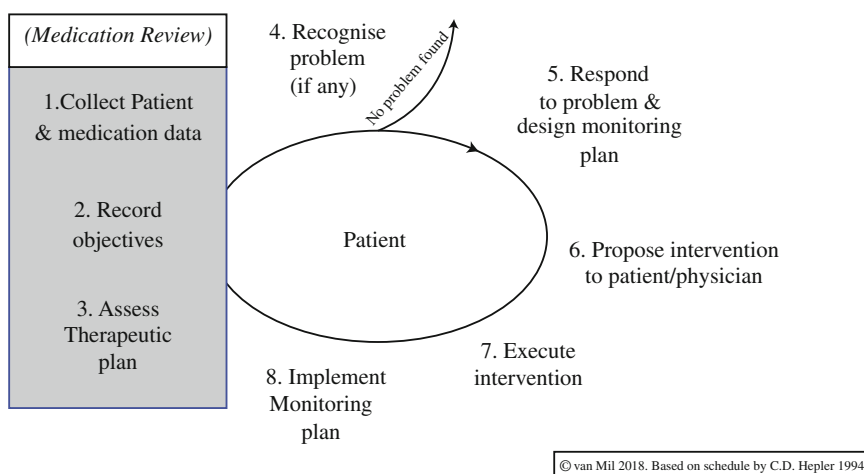 (Medication Review)
1.Collect Patient
& medication data
2. Record
objectives
3. Assess
Therapeutic
plan
4. Recognise
problem
(if any)
No problem found
5. Respond
to problem &
design monitoring
plan
Patient
6. Propose intervention
to patient/physician
7. Execute
intervention
8. Implement
Monitoring
plan
© van Mil 2018. Based on schedule by C.D. Hepler 1994